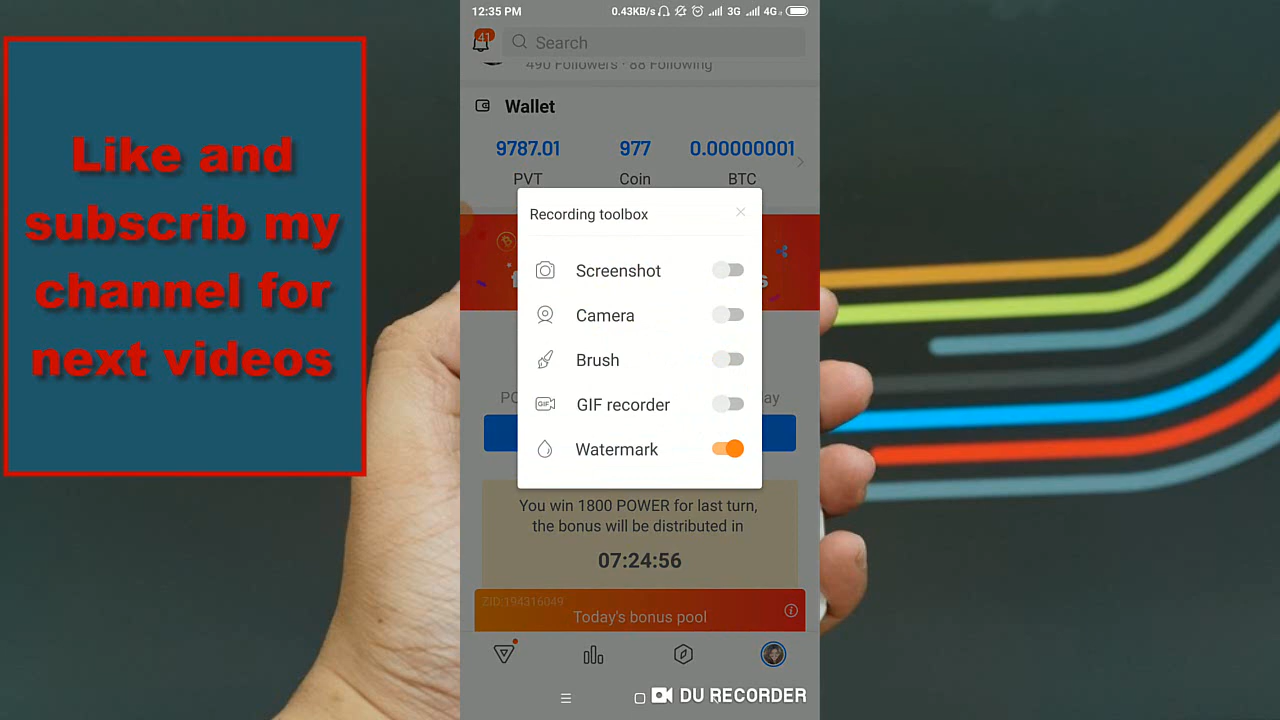 12:35 PM
0.43KB/s 3G 4G
41
Search
490 Followers · 88 Following
Wallet
9787.01 977 0.00000001
PVT Coin BTC
Recording toolbox
Screenshot
Camera
Brush
GIF GIF recorder
Watermark
You win 1800 POWER for last turn,
the bonus will be distributed in
07:24:56
ZID:194316049
Today's bonus pool
DU RECORDER
Like and
subscrib my
channel for
next videos